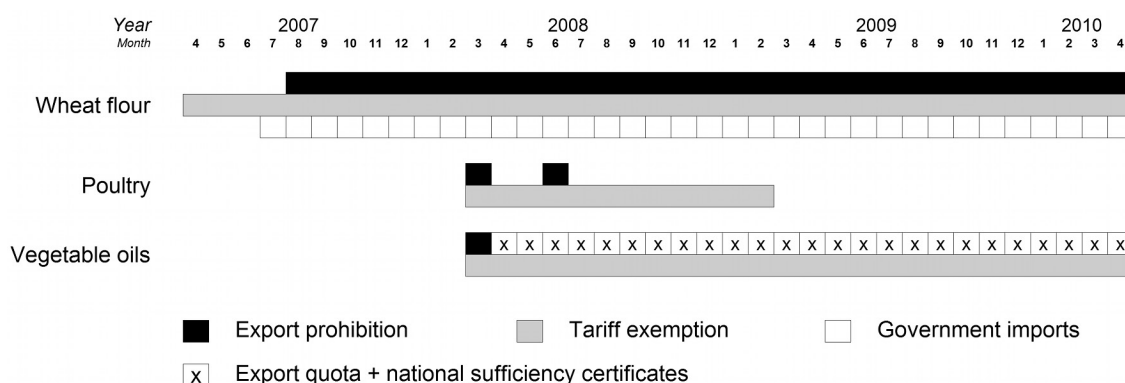 Year 2007 2008 2009 2010
Month 4 5 6 7 8 9 10 11 12 1 2 3 4 5 6 7 8 9 10 11 12 1 2 3 4 5 6 7 8 9 10 11 12 1 2 3 4
Wheat flour
Poultry
Vegetable oils x x x x x x x x x x x x x x x x x x x x x x x x x
Export prohibition Tariff exemption Government imports
x Export quota + national sufficiency certificates